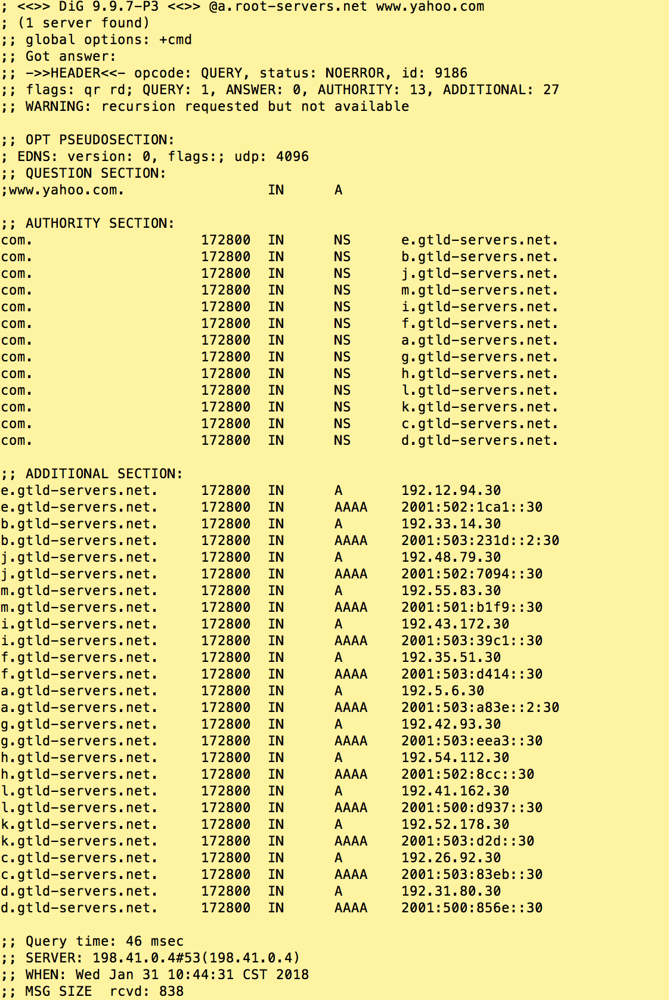 ; <<>> DiG 9.9.7-P3 <<>> @a.root-servers.net www.yahoo.com
; (1 server found)
;; global options: +cmd
;; Got answer:
;; ->>HEADER<<- opcode: QUERY, status: NOERROR, id: 9186
;; flags: qr rd; QUERY: 1, ANSWER: 0, AUTHORITY: 13, ADDITIONAL: 27
;; WARNING: recursion requested but not available

;; OPT PSEUDOSECTION:
; EDNS: version: 0, flags:; udp: 4096
;; QUESTION SECTION:
;www.yahoo.com. IN A

;; AUTHORITY SECTION:
com. 172800 IN NS e.gtld-servers.net.
com. 172800 IN NS b.gtld-servers.net.
com. 172800 IN NS j.gtld-servers.net.
com. 172800 IN NS m.gtld-servers.net.
com. 172800 IN NS i.gtld-servers.net.
com. 172800 IN NS f.gtld-servers.net.
com. 172800 IN NS a.gtld-servers.net.
com. 172800 IN NS g.gtld-servers.net.
com. 172800 IN NS h.gtld-servers.net.
com. 172800 IN NS l.gtld-servers.net.
com. 172800 IN NS k.gtld-servers.net.
com. 172800 IN NS c.gtld-servers.net.
com. 172800 IN NS d.gtld-servers.net.

;; ADDITIONAL SECTION:
e.gtld-servers.net. 172800 IN A 192.12.94.30
e.gtld-servers.net. 172800 IN AAAA 2001:502:1ca1::30
b.gtld-servers.net. 172800 IN A 192.33.14.30
b.gtld-servers.net. 172800 IN AAAA 2001:503:231d::2:30
j.gtld-servers.net. 172800 IN A 192.48.79.30
j.gtld-servers.net. 172800 IN AAAA 2001:502:7094::30
m.gtld-servers.net. 172800 IN A 192.55.83.30
m.gtld-servers.net. 172800 IN AAAA 2001:501:b1f9::30
i.gtld-servers.net. 172800 IN A 192.43.172.30
i.gtld-servers.net. 172800 IN AAAA 2001:503:39c1::30
f.gtld-servers.net. 172800 IN A 192.35.51.30
f.gtld-servers.net. 172800 IN AAAA 2001:503:d414::30
a.gtld-servers.net. 172800 IN A 192.5.6.30
a.gtld-servers.net. 172800 IN AAAA 2001:503:a83e::2:30
g.gtld-servers.net. 172800 IN A 192.42.93.30
g.gtld-servers.net. 172800 IN AAAA 2001:503:eea3::30
h.gtld-servers.net. 172800 IN A 192.54.112.30
h.gtld-servers.net. 172800 IN AAAA 2001:502:8cc::30
l.gtld-servers.net. 172800 IN A 192.41.162.30
l.gtld-servers.net. 172800 IN AAAA 2001:500:d937::30
k.gtld-servers.net. 172800 IN A 192.52.178.30
k.gtld-servers.net. 172800 IN AAAA 2001:503:d2d::30
c.gtld-servers.net. 172800 IN A 192.26.92.30
c.gtld-servers.net. 172800 IN AAAA 2001:503:83eb::30
d.gtld-servers.net. 172800 IN A 192.31.80.30
d.gtld-servers.net. 172800 IN AAAA 2001:500:856e::30

;; Query time: 46 msec
;; SERVER: 198.41.0.4#53(198.41.0.4)
;; WHEN: Wed Jan 31 10:44:31 CST 2018
;; MSG SIZE  rcvd: 838